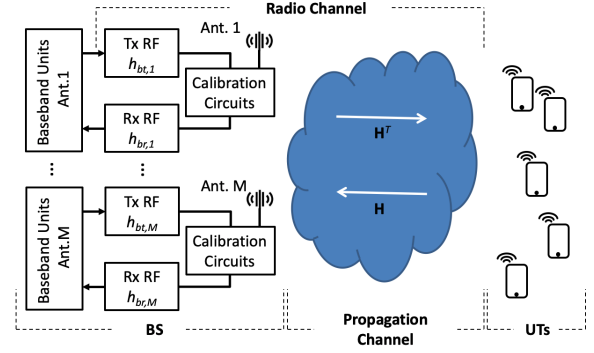 Radio Channel
Baseband Units
Ant.1
Tx RF
h_{bt,1}
Rx RF
h_{br,1}
Ant. 1
Calibration
Circuits
...
...
Baseband Units
Ant.M
Tx RF
h_{bt,M}
Rx RF
h_{br,M}
Ant. M
Calibration
Circuits
H^T
H
BS
Propagation
Channel
UTs